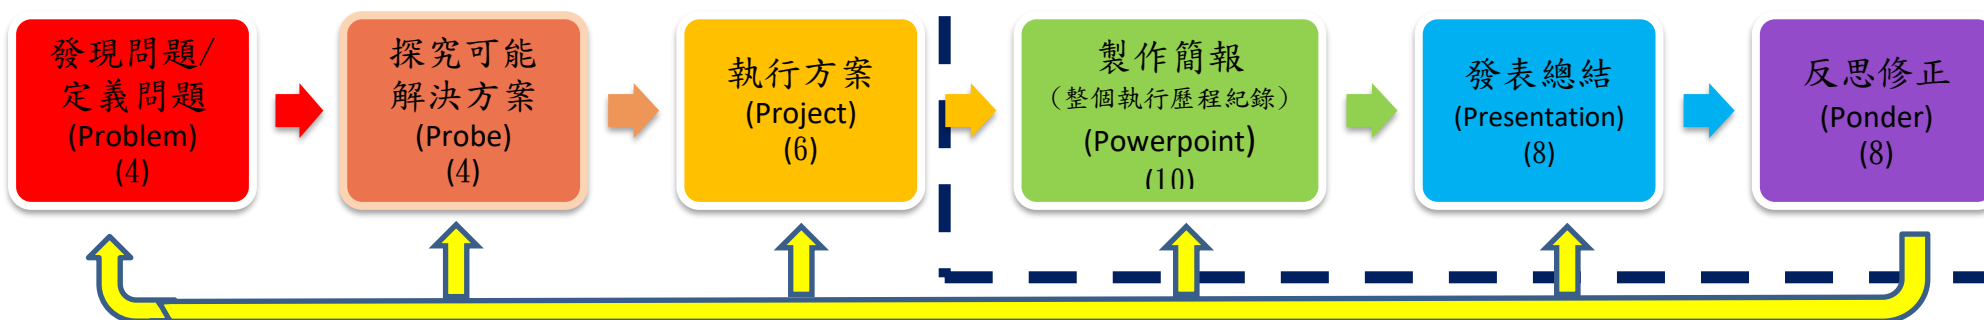 發現問題/
定義問題
(Problem)
(4)
探究可能
解決方案
(Probe)
(4)
執行方案
(Project)
(6)
製作簡報
(整個執行歷程紀錄)
(Powerpoint)
(10)
發表總結
(Presentation)
(8)
反思修正
(Ponder)
(8)